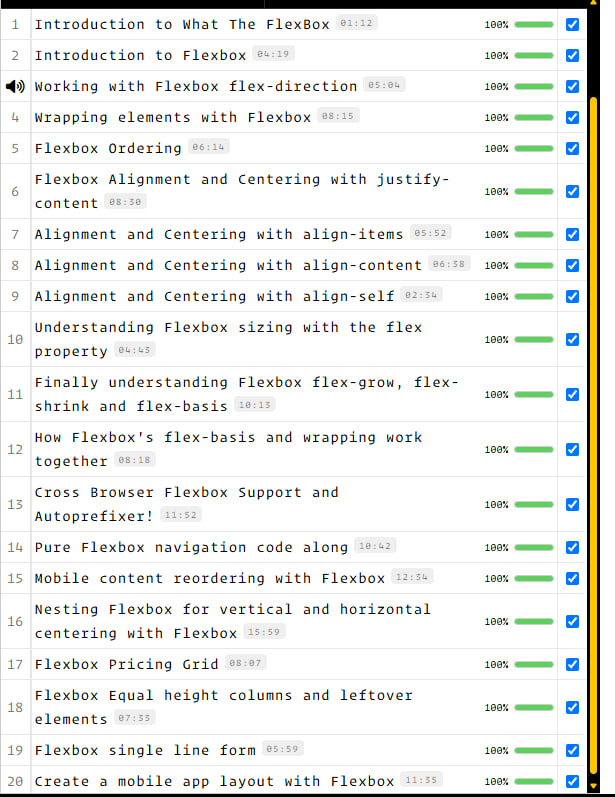 1 Introduction to What The FlexBox 01:12 100%
2 Introduction to Flexbox 04:19 100%
Working with Flexbox flex-direction 05:04 100%
4 Wrapping elements with Flexbox 08:15 100%
5 Flexbox Ordering 06:14 100%
6 Flexbox Alignment and Centering with justify-
content 08:30 100%
7 Alignment and Centering with align-items 05:52 100%
8 Alignment and Centering with align-content 06:38 100%
9 Alignment and Centering with align-self 02:34 100%
10 Understanding Flexbox sizing with the flex
property 04:43 100%
11 Finally understanding Flexbox flex-grow, flex-
shrink and flex-basis 10:13 100%
12 How Flexbox's flex-basis and wrapping work
together 08:18 100%
13 Cross Browser Flexbox Support and
Autoprefixer! 11:52 100%
14 Pure Flexbox navigation code along 10:42 100%
15 Mobile content reordering with Flexbox 12:34 100%
16 Nesting Flexbox for vertical and horizontal
centering with Flexbox 15:59 100%
17 Flexbox Pricing Grid 08:07 100%
18 Flexbox Equal height columns and leftover
elements 07:33 100%
19 Flexbox single line form 05:59 100%
20 Create a mobile app layout with Flexbox 11:35 100%